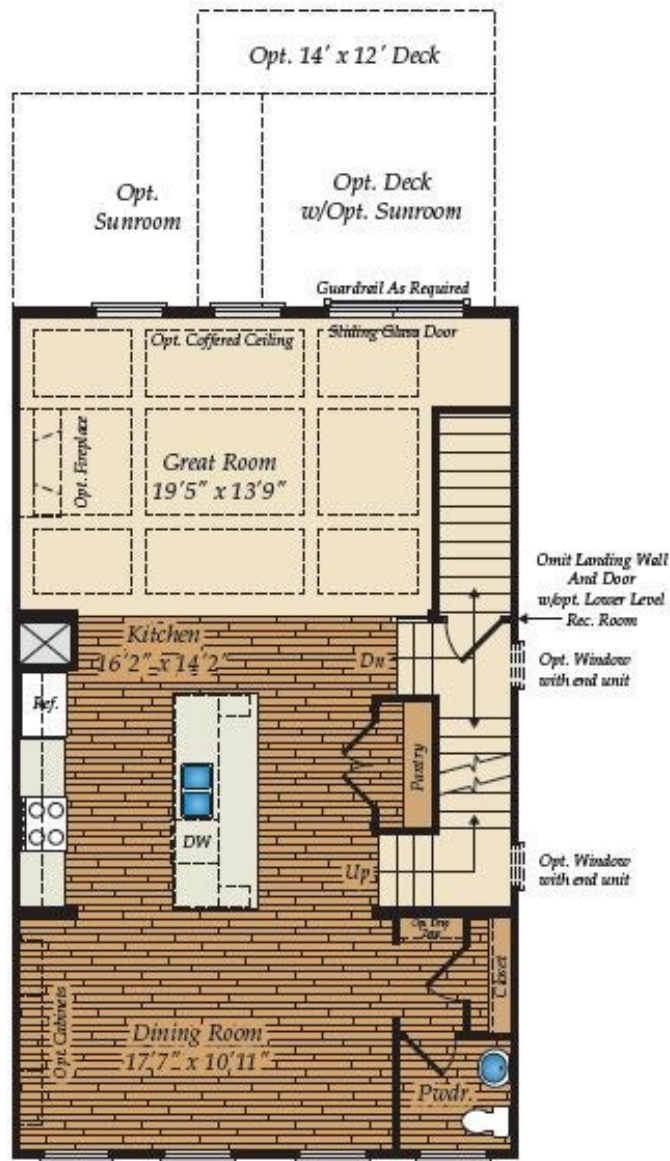 Opt. 14' x 12' Deck
Opt.
Sunroom
Opt. Deck
w/Opt. Sunroom
Guardrail As Required
Opt. Coffered Ceiling
Sliding Glass Door
Opt. Fireplace
Great Room
19'5" x 13'9"
Omit Landing Wall
And Door
w/opt. Lower Level
Rec. Room
Kitchen
16'2" x 14'2"
Dn
Opt. Window
with end unit
Ref.
Pantry
DW
Up
Opt. Window
with end unit
Closet
Opt. Cabinets
Dining Room
17'7" x 10'11"
Pwdr.